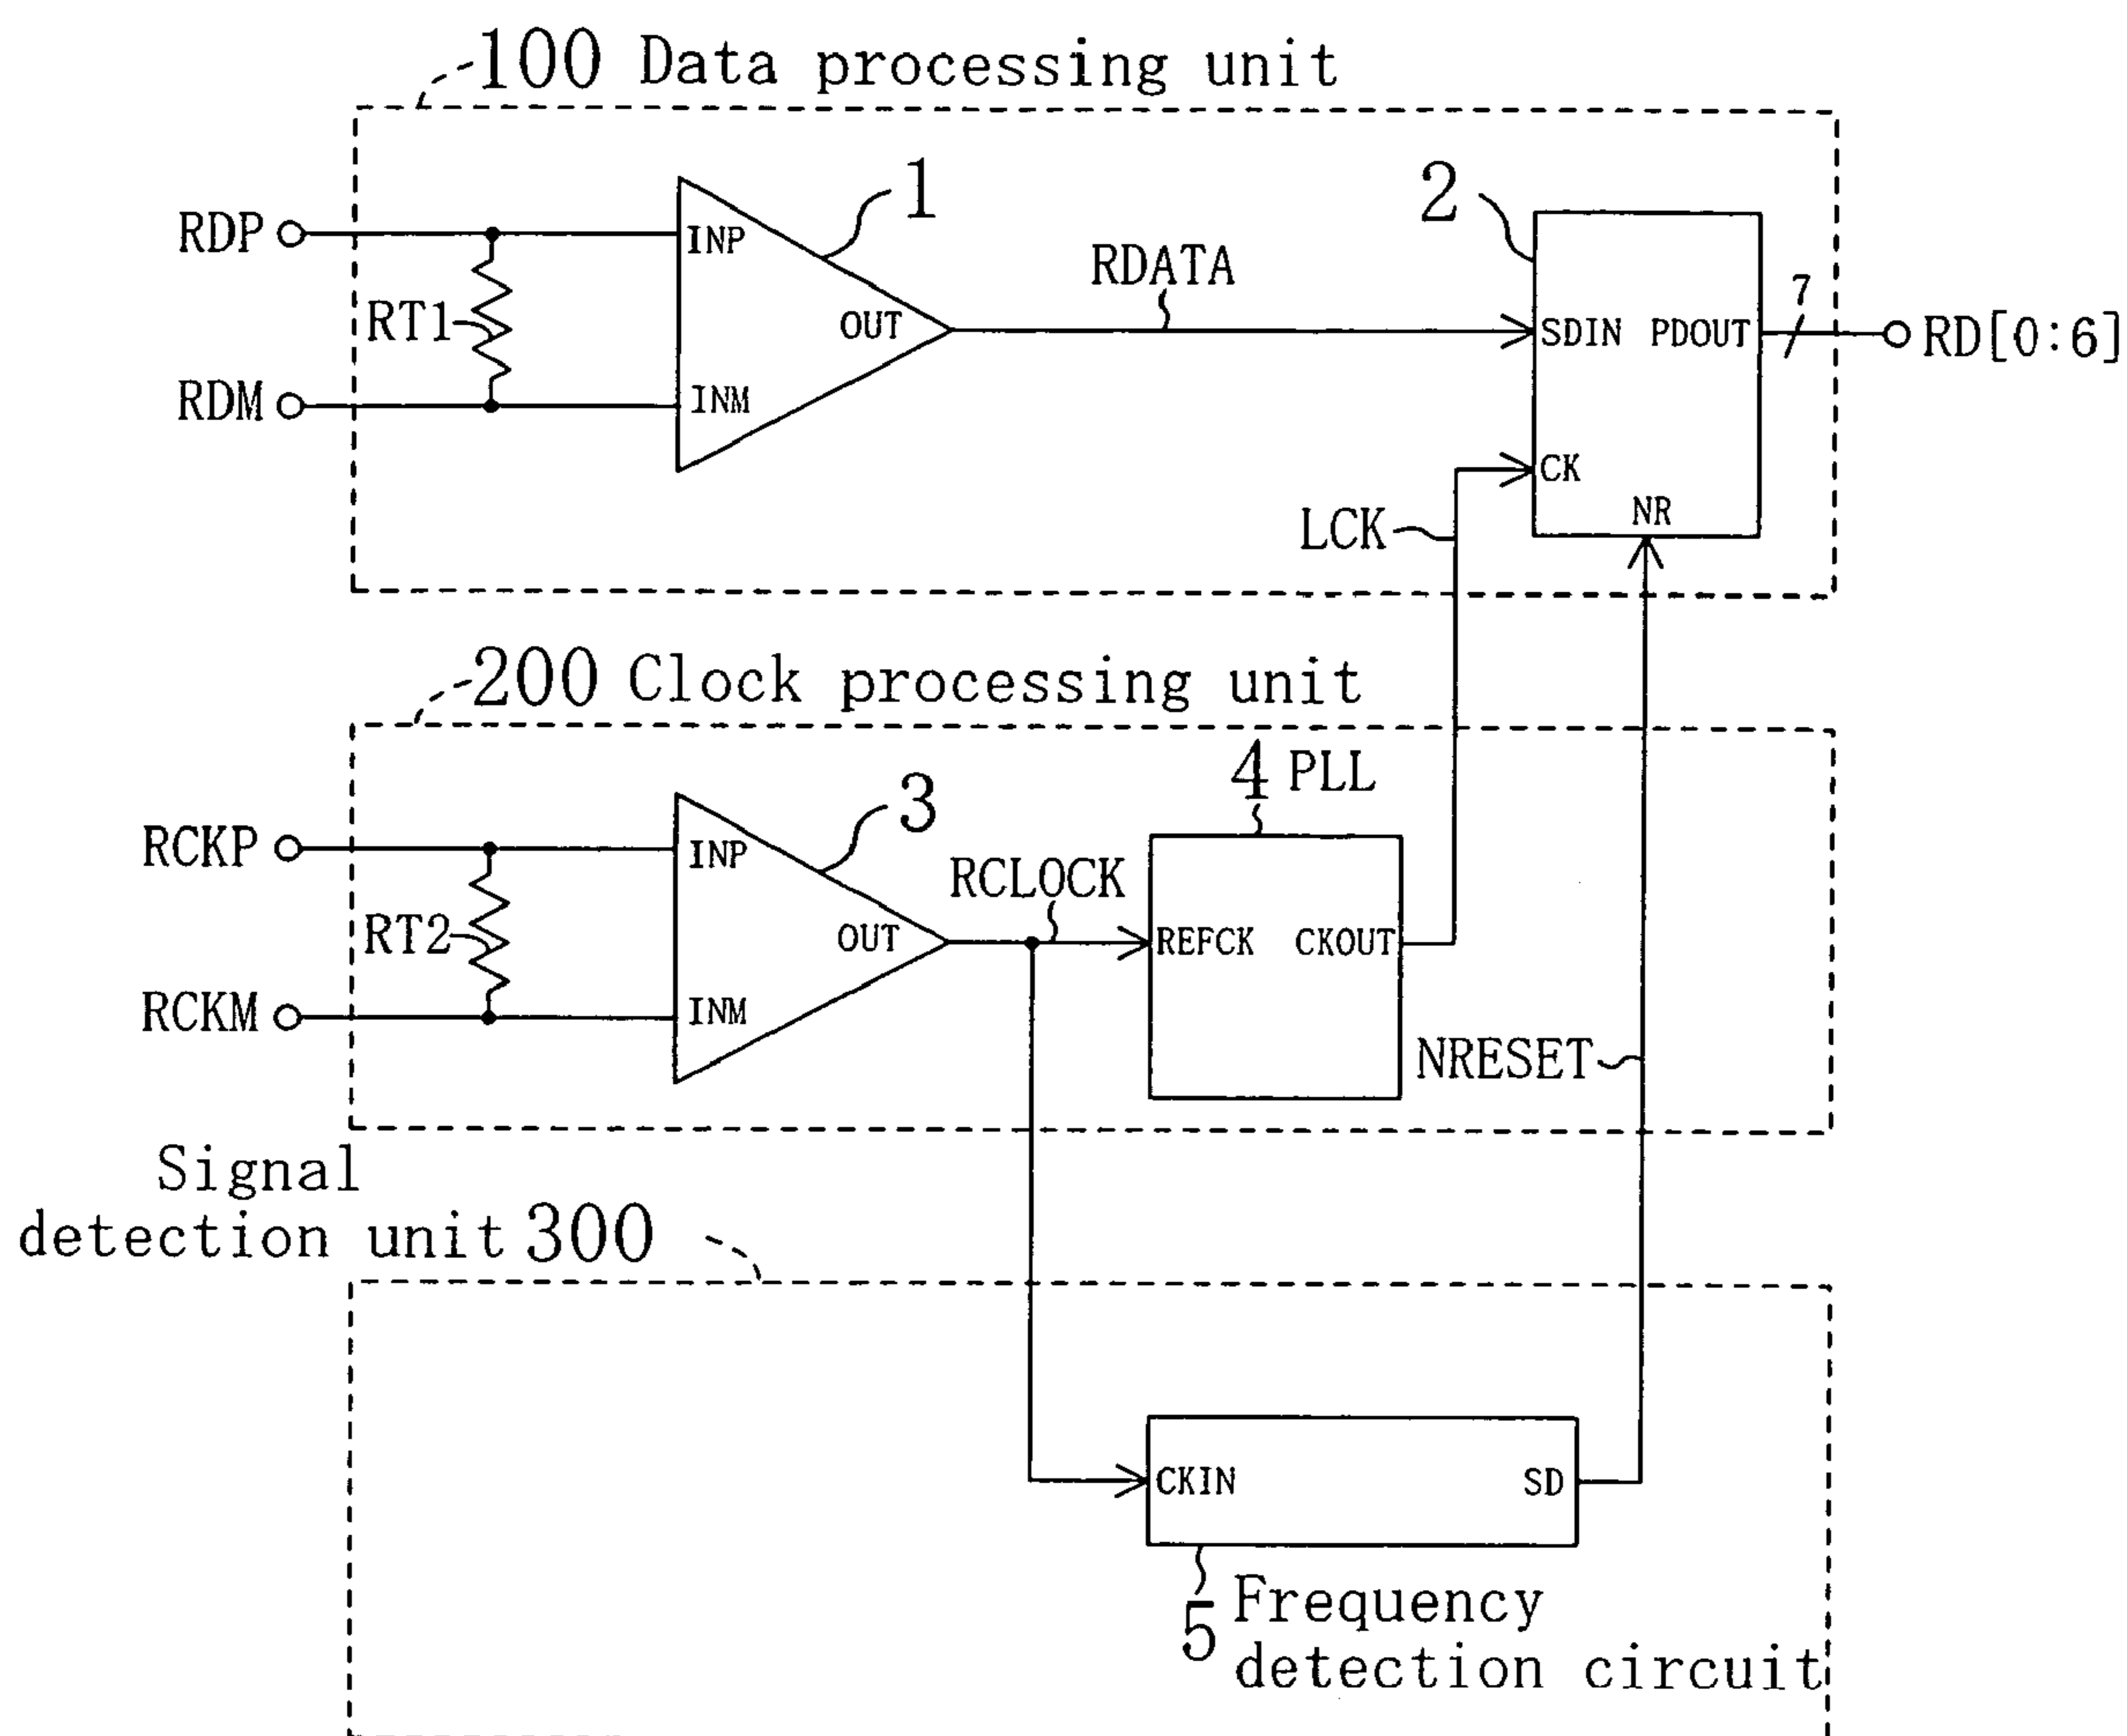 100 Data processing unit
1
2
RDP
INP
RDATA
7
RT1
OUT
SDIN PDOUT
RD[0:6]
RDM
INM
CK
NR
LCK
200 Clock processing unit
4 PLL
3
RCKP
INP
RCLOCK
RT2
OUT
REFCK CKOUT
RCKM
INM
NRESET
Signal
detection unit 300
CKIN SD
5 Frequency
detection circuit